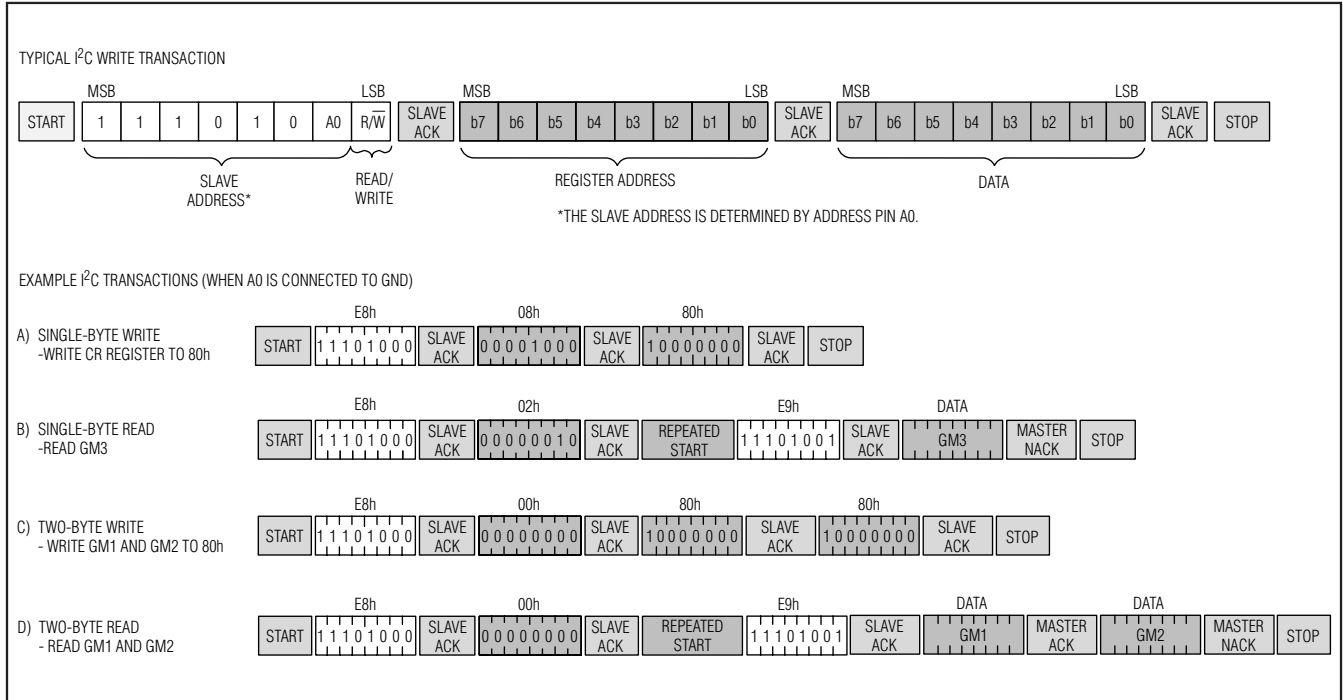 TYPICAL I2C WRITE TRANSACTION
MSB LSB MSB LSB MSB LSB
START 1 1 1 0 1 0 A0 R/W̅ SLAVE ACK b7 b6 b5 b4 b3 b2 b1 b0 SLAVE ACK b7 b6 b5 b4 b3 b2 b1 b0 SLAVE ACK STOP
SLAVE ADDRESS* READ/WRITE REGISTER ADDRESS DATA
*THE SLAVE ADDRESS IS DETERMINED BY ADDRESS PIN A0.
EXAMPLE I2C TRANSACTIONS (WHEN A0 IS CONNECTED TO GND)
E8h 08h 80h
A) SINGLE-BYTE WRITE
-WRITE CR REGISTER TO 80h
START 11101000 SLAVE ACK 00001000 SLAVE ACK 10000000 SLAVE ACK STOP
E8h 02h E9h DATA
B) SINGLE-BYTE READ
-READ GM3
START 11101000 SLAVE ACK 00000010 SLAVE ACK REPEATED START 11101001 SLAVE ACK GM3 MASTER NACK STOP
E8h 00h 80h 80h
C) TWO-BYTE WRITE
- WRITE GM1 AND GM2 TO 80h
START 11101000 SLAVE ACK 00000000 SLAVE ACK 10000000 SLAVE ACK 10000000 SLAVE ACK STOP
E8h 00h E9h DATA DATA
D) TWO-BYTE READ
- READ GM1 AND GM2
START 11101000 SLAVE ACK 00000000 SLAVE ACK REPEATED START 11101001 SLAVE ACK GM1 MASTER ACK GM2 MASTER NACK STOP